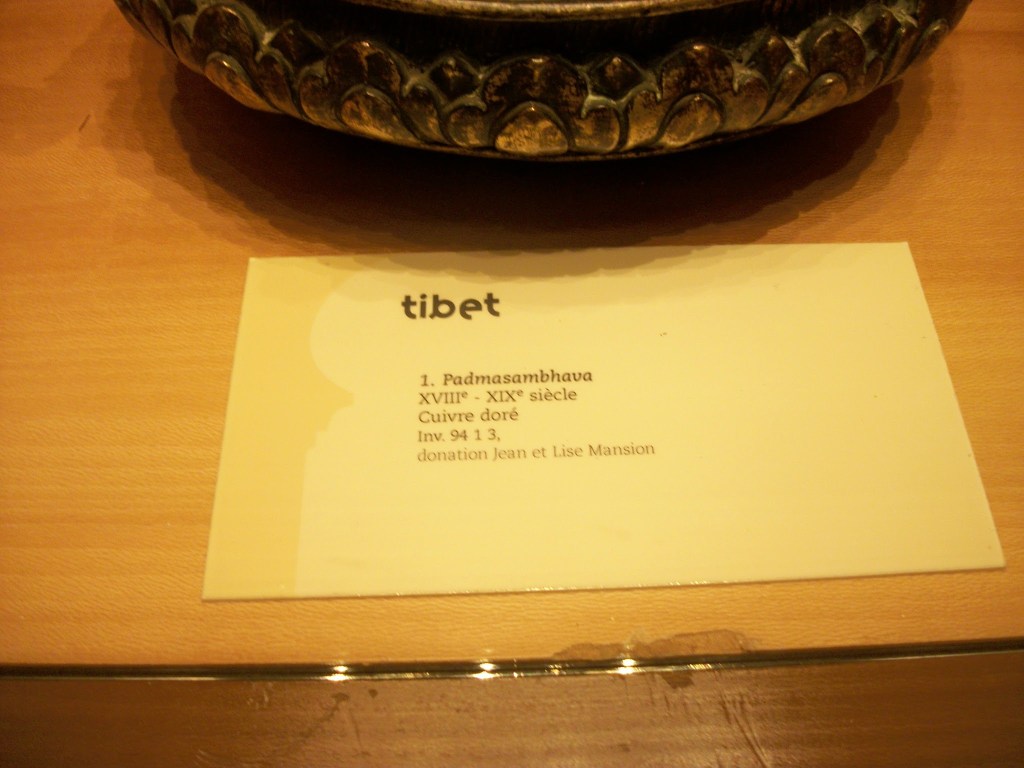 tibet
1. Padmasambhava
XVIIIe - XIXe siècle
Cuivre doré
Inv. 94 1 3,
donation Jean et Lise Mansion